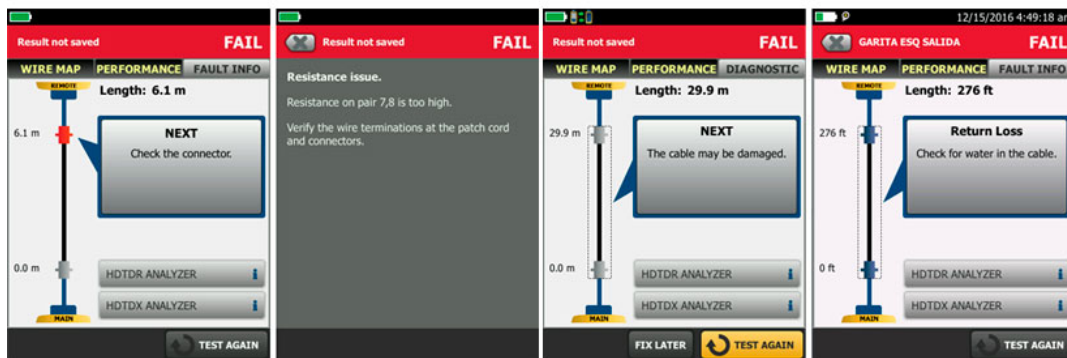 Result not saved FAIL
WIRE MAP PERFORMANCE FAULT INFO
REMOTE
Length: 6.1 m
6.1 m
NEXT
Check the connector.
0.0 m
HDTDR ANALYZER i
HDTDX ANALYZER i
MAIN
TEST AGAIN
Result not saved FAIL
Resistance issue.
Resistance on pair 7,8 is too high.
Verify the wire terminations at the patch cord
and connectors.
Result not saved FAIL
WIRE MAP PERFORMANCE DIAGNOSTIC
REMOTE
Length: 29.9 m
29.9 m
NEXT
The cable may be damaged.
0.0 m
HDTDR ANALYZER i
HDTDX ANALYZER i
MAIN
FIX LATER TEST AGAIN
12/15/2016 4:49:18 am
GARITA ESQ SALIDA FAIL
WIRE MAP PERFORMANCE FAULT INFO
REMOTE
Length: 276 ft
276 ft
Return Loss
Check for water in the cable.
0 ft
HDTDR ANALYZER i
HDTDX ANALYZER i
MAIN
TEST AGAIN